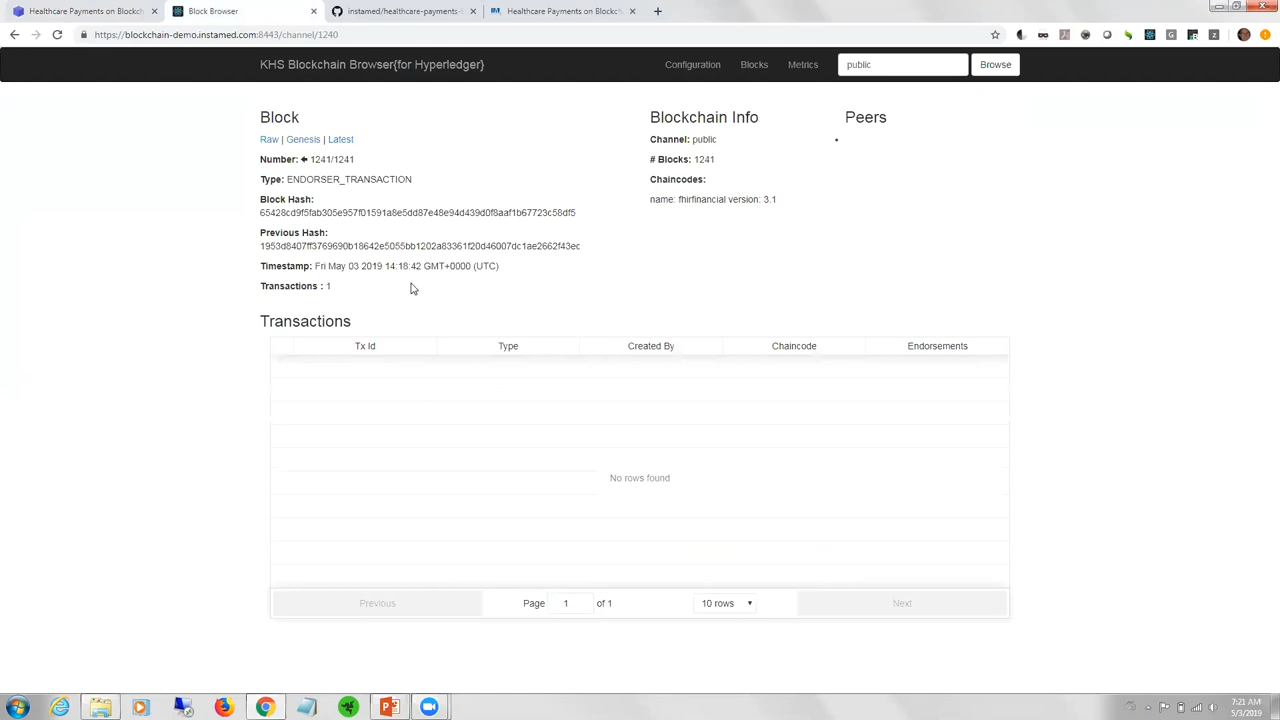 Healthcare Payments on Blockch
Block Browser
instamed/healthcare-payments-
Healthcare Payments on Blockch
https://blockchain-demo.instamed.com:8443/channel/1240
KHS Blockchain Browser{for Hyperledger}
Configuration
Blocks
Metrics
public
Browse
Block
Raw | Genesis | Latest
Number: 1241/1241
Type: ENDORSER_TRANSACTION
Block Hash:
65428cd9f5fab305e957f01591a8e5dd87e48e94d439d0f8aaf1b67723c58df5
Previous Hash:
1953d8407ff3769690b18642e5055bb1202a83361f20d46007dc1ae2662f43ec
Timestamp: Fri May 03 2019 14:18:42 GMT+0000 (UTC)
Transactions : 1
Blockchain Info
Channel: public
# Blocks: 1241
Chaincodes:
name: fhirfinancial version: 3.1
Peers
Transactions
Tx Id
Type
Created By
Chaincode
Endorsements
No rows found
Previous
Page 1 of 1
10 rows
Next
7:21 AM
5/3/2019